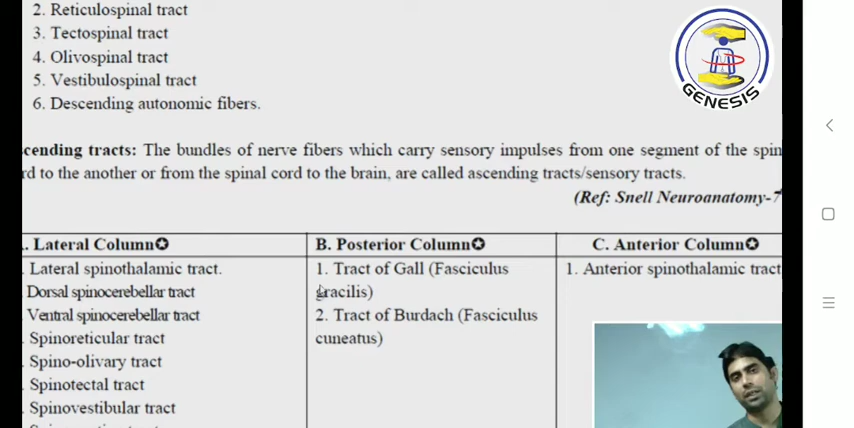 2. Reticulospinal tract
3. Tectospinal tract
4. Olivospinal tract
5. Vestibulospinal tract
6. Descending autonomic fibers.
GENESIS
cending tracts: The bundles of nerve fibers which carry sensory impulses from one segment of the spin
rd to the another or from the spinal cord to the brain, are called ascending tracts/sensory tracts.
(Ref: Snell Neuroanatomy-7
. Lateral Column✪ B. Posterior Column✪ C. Anterior Column✪
. Lateral spinothalamic tract. 1. Tract of Gall (Fasciculus 1. Anterior spinothalamic tract
Dorsal spinocerebellar tract gracilis)
Ventral spinocerebellar tract 2. Tract of Burdach (Fasciculus
. Spinoreticular tract cuneatus)
. Spino-olivary tract
. Spinotectal tract
. Spinovestibular tract